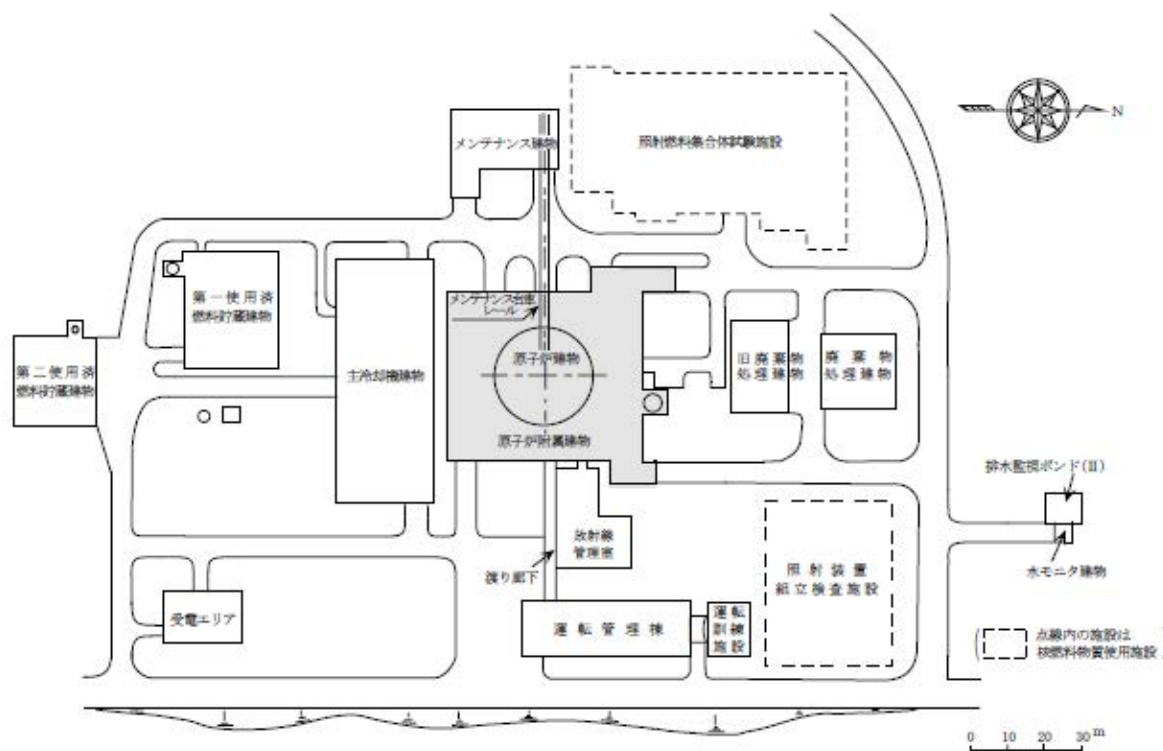 メンテナンス建物
照射燃料集合体試験施設
N
第一使用済
燃料貯蔵建物
メンテナンス台車
レール
第二使用済
燃料貯蔵建物
主冷却機建物
原子炉建物
旧廃棄物
処理建物
廃棄物
処理建物
原子炉附属建物
排水監視ポンド(II)
放射線
管理室
照射装置
組立検査施設
水モニタ建物
渡り廊下
受電エリア
運転管理棟
運転
訓練
施設
点線内の施設は
核燃料物質使用施設
0 10 20 30 m